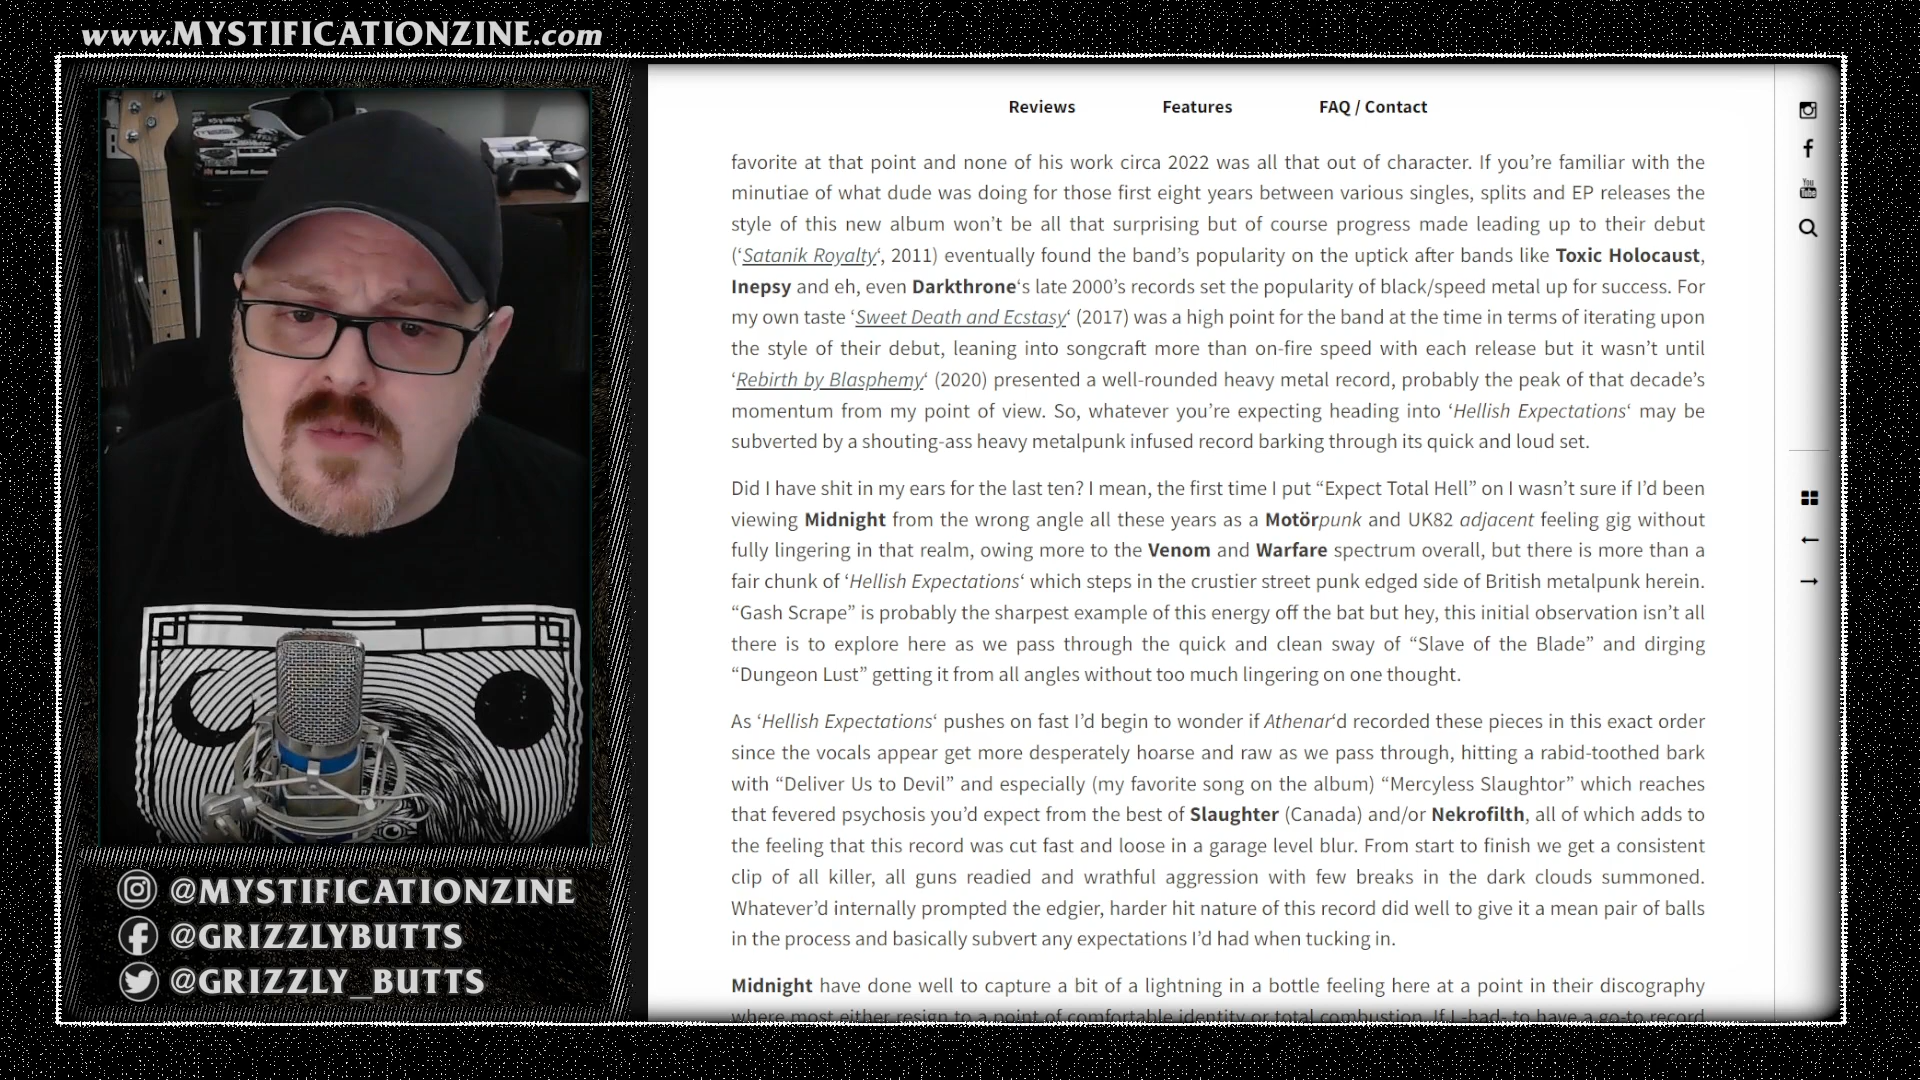 www.MYSTIFICATIONZINE.com
Reviews Features FAQ / Contact
favorite at that point and none of his work circa 2022 was all that out of character. If you’re familiar with the
minutiae of what dude was doing for those first eight years between various singles, splits and EP releases the
style of this new album won’t be all that surprising but of course progress made leading up to their debut
(‘Satanik Royalty‘, 2011) eventually found the band’s popularity on the uptick after bands like Toxic Holocaust,
Inepsy and eh, even Darkthrone‘s late 2000’s records set the popularity of black/speed metal up for success. For
my own taste ‘Sweet Death and Ecstasy‘ (2017) was a high point for the band at the time in terms of iterating upon
the style of their debut, leaning into songcraft more than on-fire speed with each release but it wasn’t until
‘Rebirth by Blasphemy‘ (2020) presented a well-rounded heavy metal record, probably the peak of that decade’s
momentum from my point of view. So, whatever you’re expecting heading into ‘Hellish Expectations‘ may be
subverted by a shouting-ass heavy metalpunk infused record barking through its quick and loud set.
Did I have shit in my ears for the last ten? I mean, the first time I put “Expect Total Hell” on I wasn’t sure if I’d been
viewing Midnight from the wrong angle all these years as a Motörpunk and UK82 adjacent feeling gig without
fully lingering in that realm, owing more to the Venom and Warfare spectrum overall, but there is more than a
fair chunk of ‘Hellish Expectations‘ which steps in the crustier street punk edged side of British metalpunk herein.
“Gash Scrape” is probably the sharpest example of this energy off the bat but hey, this initial observation isn’t all
there is to explore here as we pass through the quick and clean sway of “Slave of the Blade” and dirging
“Dungeon Lust” getting it from all angles without too much lingering on one thought.
As ‘Hellish Expectations‘ pushes on fast I’d begin to wonder if Athenar‘d recorded these pieces in this exact order
since the vocals appear get more desperately hoarse and raw as we pass through, hitting a rabid-toothed bark
with “Deliver Us to Devil” and especially (my favorite song on the album) “Mercyless Slaughtor” which reaches
that fevered psychosis you’d expect from the best of Slaughter (Canada) and/or Nekrofilth, all of which adds to
the feeling that this record was cut fast and loose in a garage level blur. From start to finish we get a consistent
clip of all killer, all guns readied and wrathful aggression with few breaks in the dark clouds summoned.
Whatever’d internally prompted the edgier, harder hit nature of this record did well to give it a mean pair of balls
in the process and basically subvert any expectations I’d had when tucking in.
Midnight have done well to capture a bit of a lightning in a bottle feeling here at a point in their discography
where most either resign to a point of comfortable identity or total combustion. If I -had- to have a go-to record
@MYSTIFICATIONZINE
@GRIZZLYBUTTS
@GRIZZLY_BUTTS